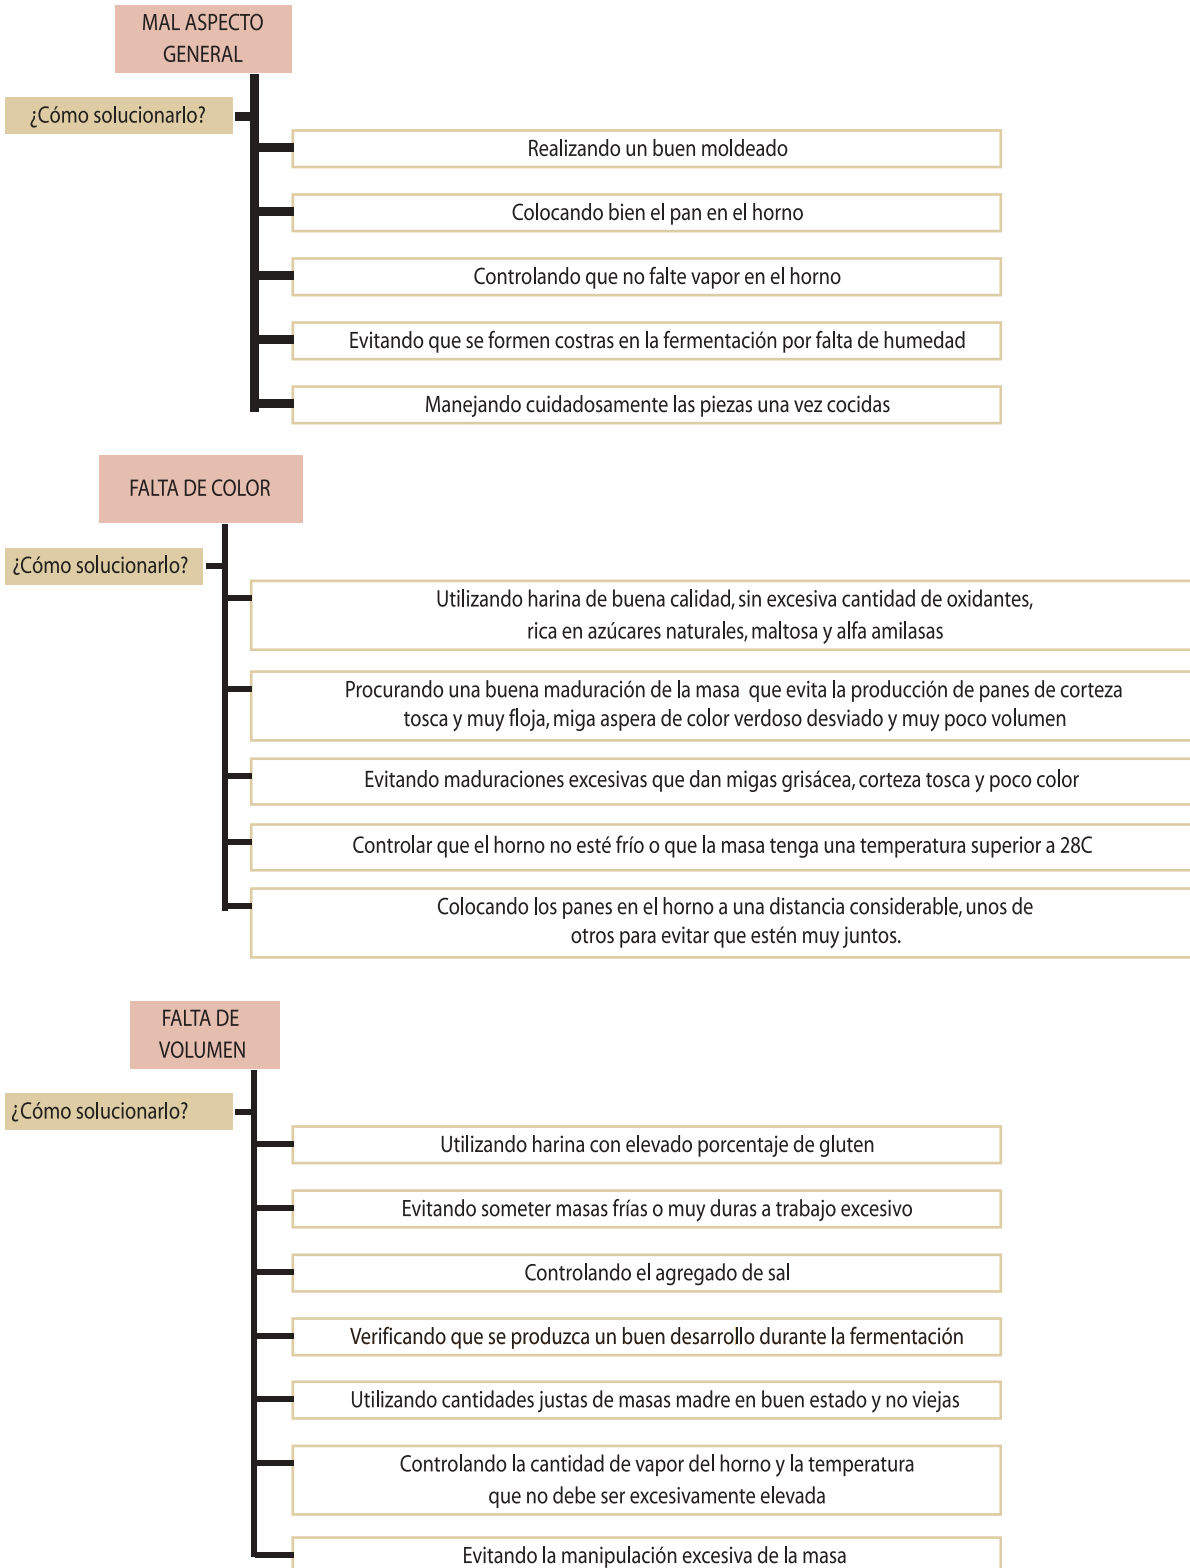 MAL ASPECTO
GENERAL
¿Cómo solucionarlo?
Realizando un buen moldeado
Colocando bien el pan en el horno
Controlando que no falte vapor en el horno
Evitando que se formen costras en la fermentación por falta de humedad
Manejando cuidadosamente las piezas una vez cocidas
FALTA DE COLOR
¿Cómo solucionarlo?
Utilizando harina de buena calidad, sin excesiva cantidad de oxidantes,
rica en azúcares naturales, maltosa y alfa amilasas
Procurando una buena maduración de la masa que evita la producción de panes de corteza
tosca y muy floja, miga aspera de color verdoso desviado y muy poco volumen
Evitando maduraciones excesivas que dan migas grisácea, corteza tosca y poco color
Controlar que el horno no esté frío o que la masa tenga una temperatura superior a 28C
Colocando los panes en el horno a una distancia considerable, unos de
otros para evitar que estén muy juntos.
FALTA DE
VOLUMEN
¿Cómo solucionarlo?
Utilizando harina con elevado porcentaje de gluten
Evitando someter masas frías o muy duras a trabajo excesivo
Controlando el agregado de sal
Verificando que se produzca un buen desarrollo durante la fermentación
Utilizando cantidades justas de masas madre en buen estado y no viejas
Controlando la cantidad de vapor del horno y la temperatura
que no debe ser excesivamente elevada
Evitando la manipulación excesiva de la masa